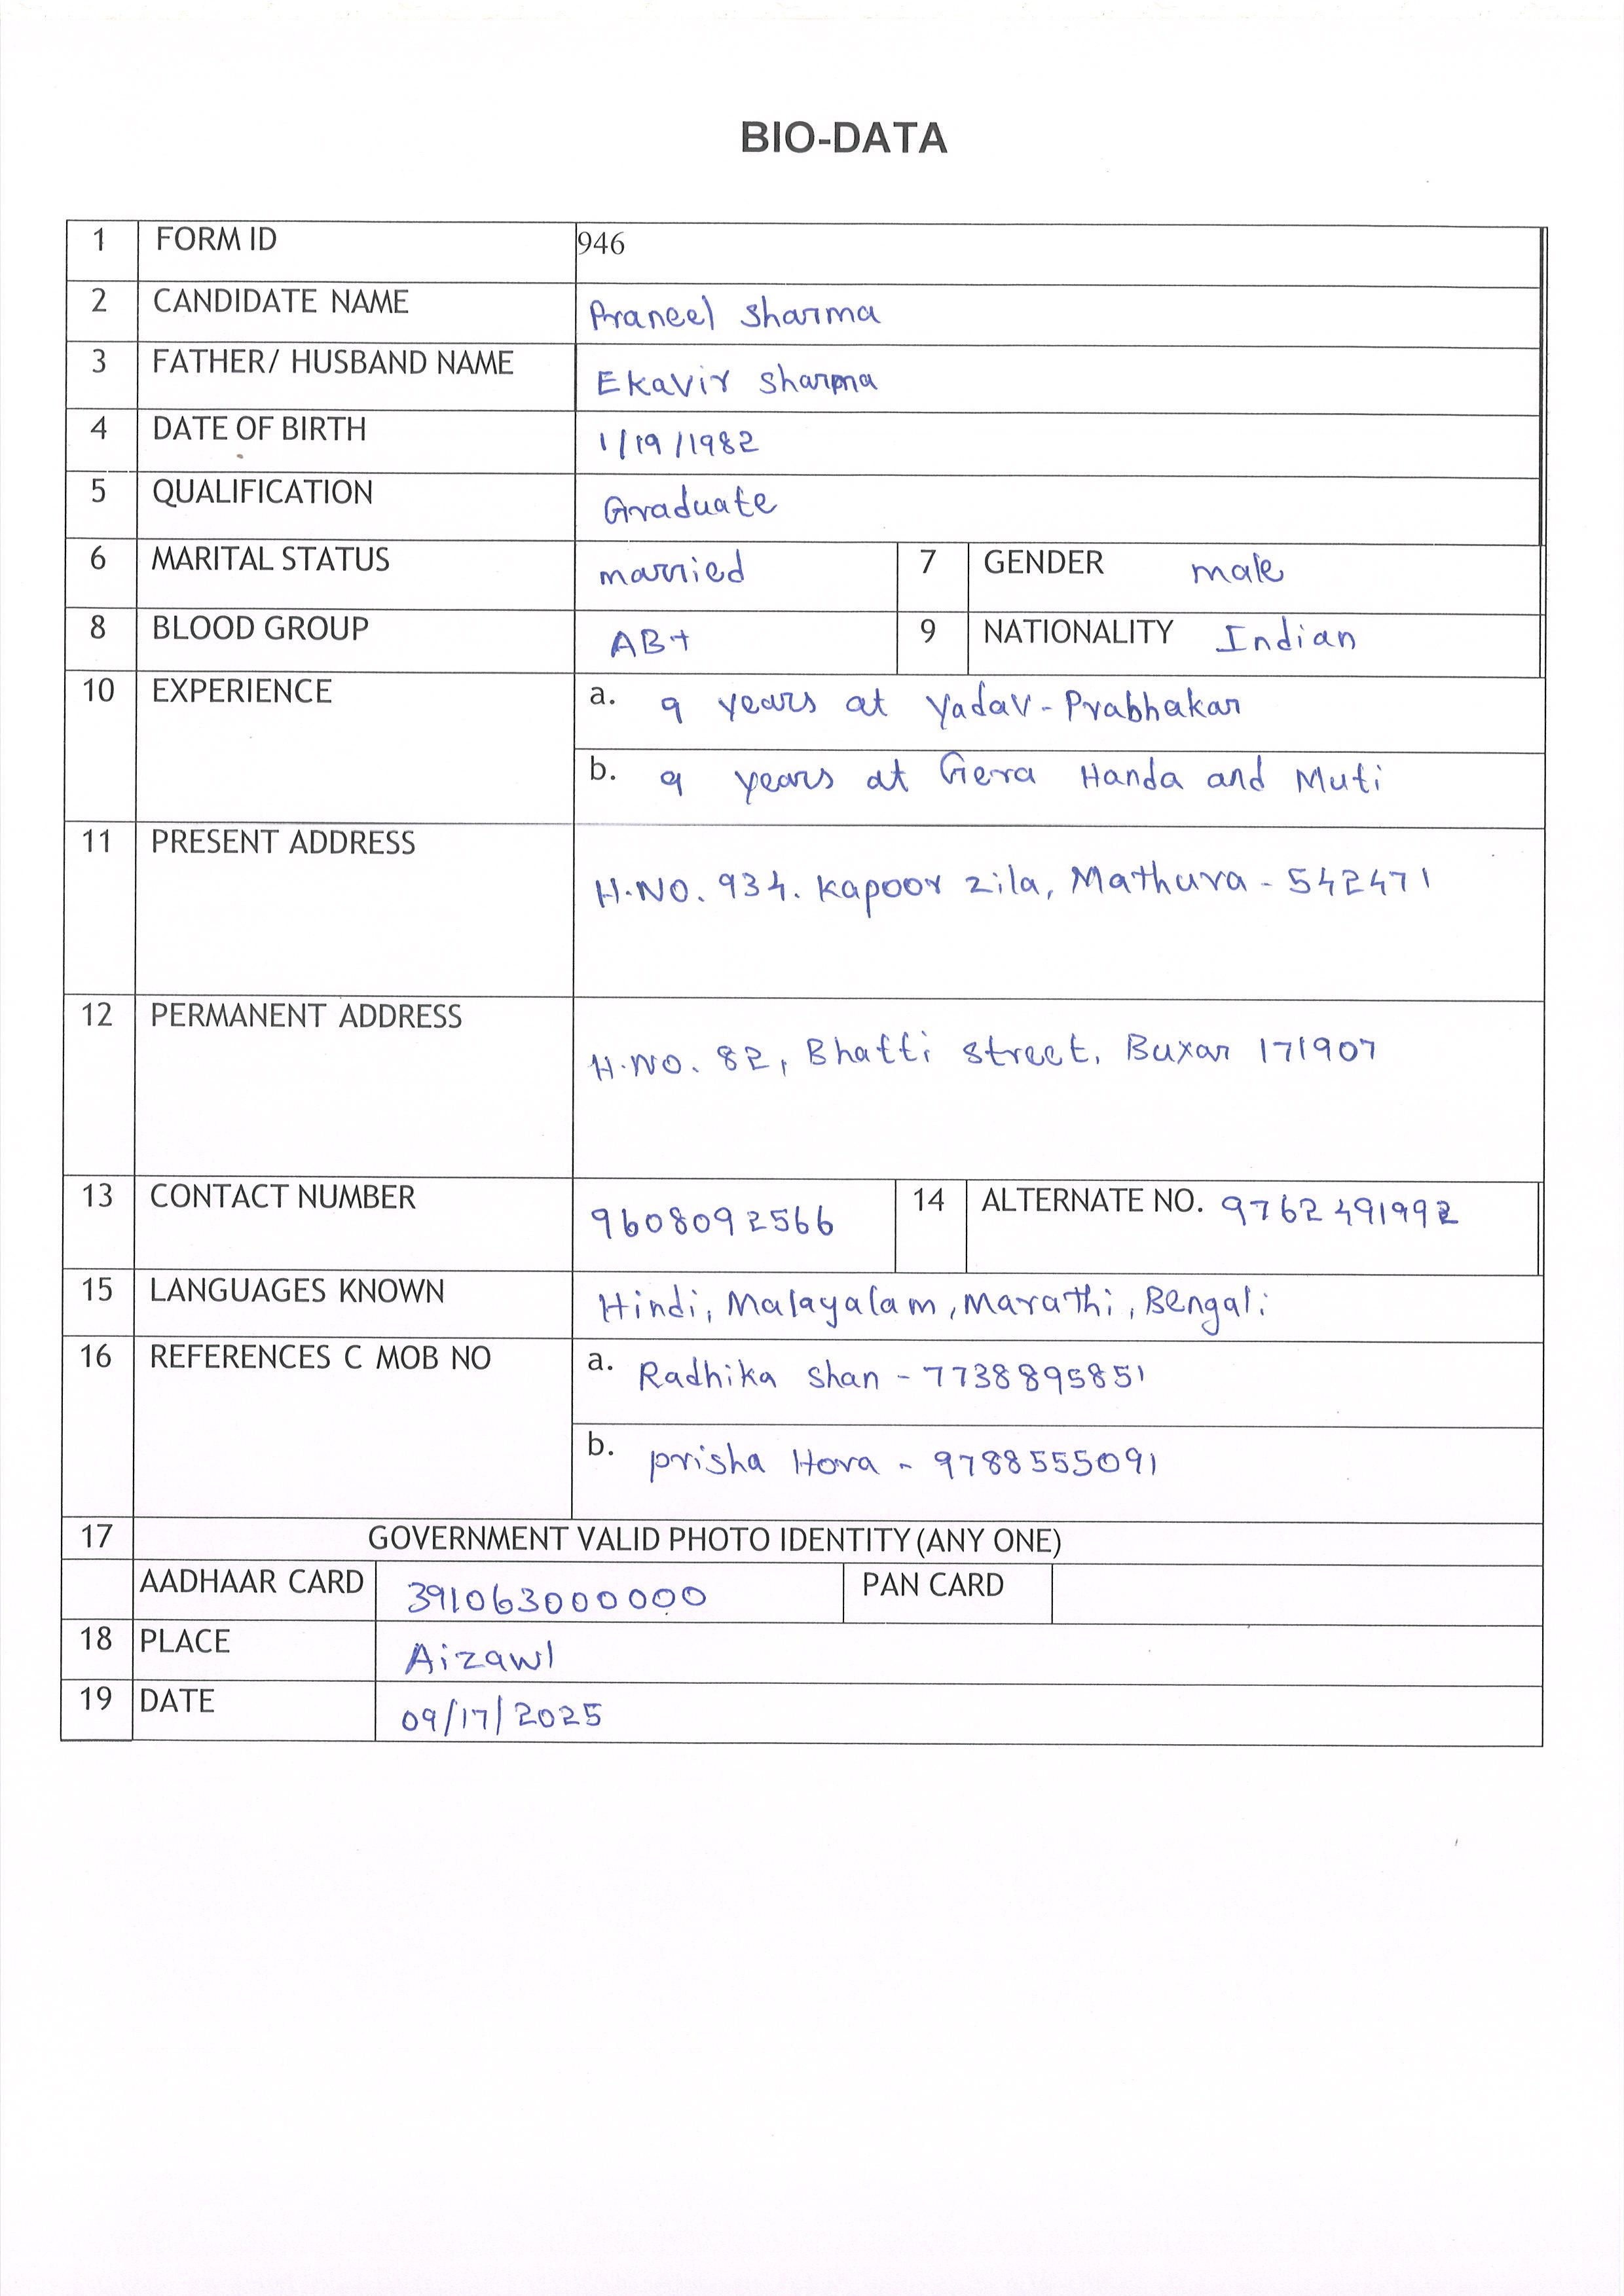 BIO-DATA
1 FORM ID 946
2 CANDIDATE NAME Praneel Sharma
3 FATHER/ HUSBAND NAME Ekavir Sharma
4 DATE OF BIRTH 1/19/1982
5 QUALIFICATION Graduate
6 MARITAL STATUS married 7 GENDER male
8 BLOOD GROUP AB+ 9 NATIONALITY Indian
10 EXPERIENCE a. 9 years at Yadav-Prabhakar
b. 9 years at Gera Handa and Muti
11 PRESENT ADDRESS
H.NO. 934. Kapoor zila, Mathura - 542471
12 PERMANENT ADDRESS
H.NO. 82, Bhatti street, Buxar 171907
13 CONTACT NUMBER 9608092566 14 ALTERNATE NO. 9762491992
15 LANGUAGES KNOWN Hindi, Malayalam, Marathi, Bengali
16 REFERENCES C MOB NO a. Radhika Shan - 7738895851
b. Prisha Hora - 9788555091
17 GOVERNMENT VALID PHOTO IDENTITY (ANY ONE)
AADHAAR CARD 391063000000 PAN CARD
18 PLACE Aizawl
19 DATE 09/17/2025